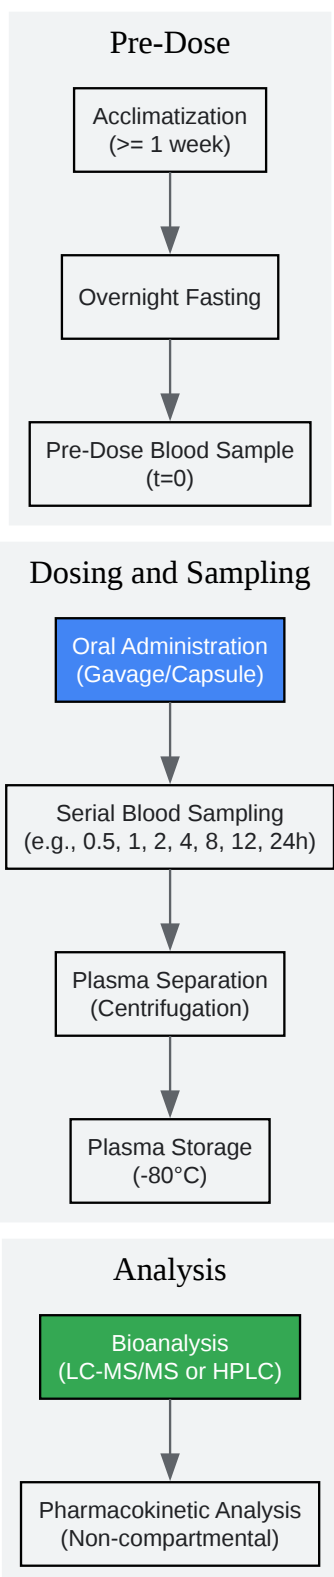 Pre-Dose
Acclimatization
(>= 1 week)
Overnight Fasting
Pre-Dose Blood Sample
(t=0)
Dosing and Sampling
Oral Administration
(Gavage/Capsule)
Serial Blood Sampling
(e.g., 0.5, 1, 2, 4, 8, 12, 24h)
Plasma Separation
(Centrifugation)
Plasma Storage
(-80°C)
Analysis
Bioanalysis
(LC-MS/MS or HPLC)
Pharmacokinetic Analysis
(Non-compartmental)